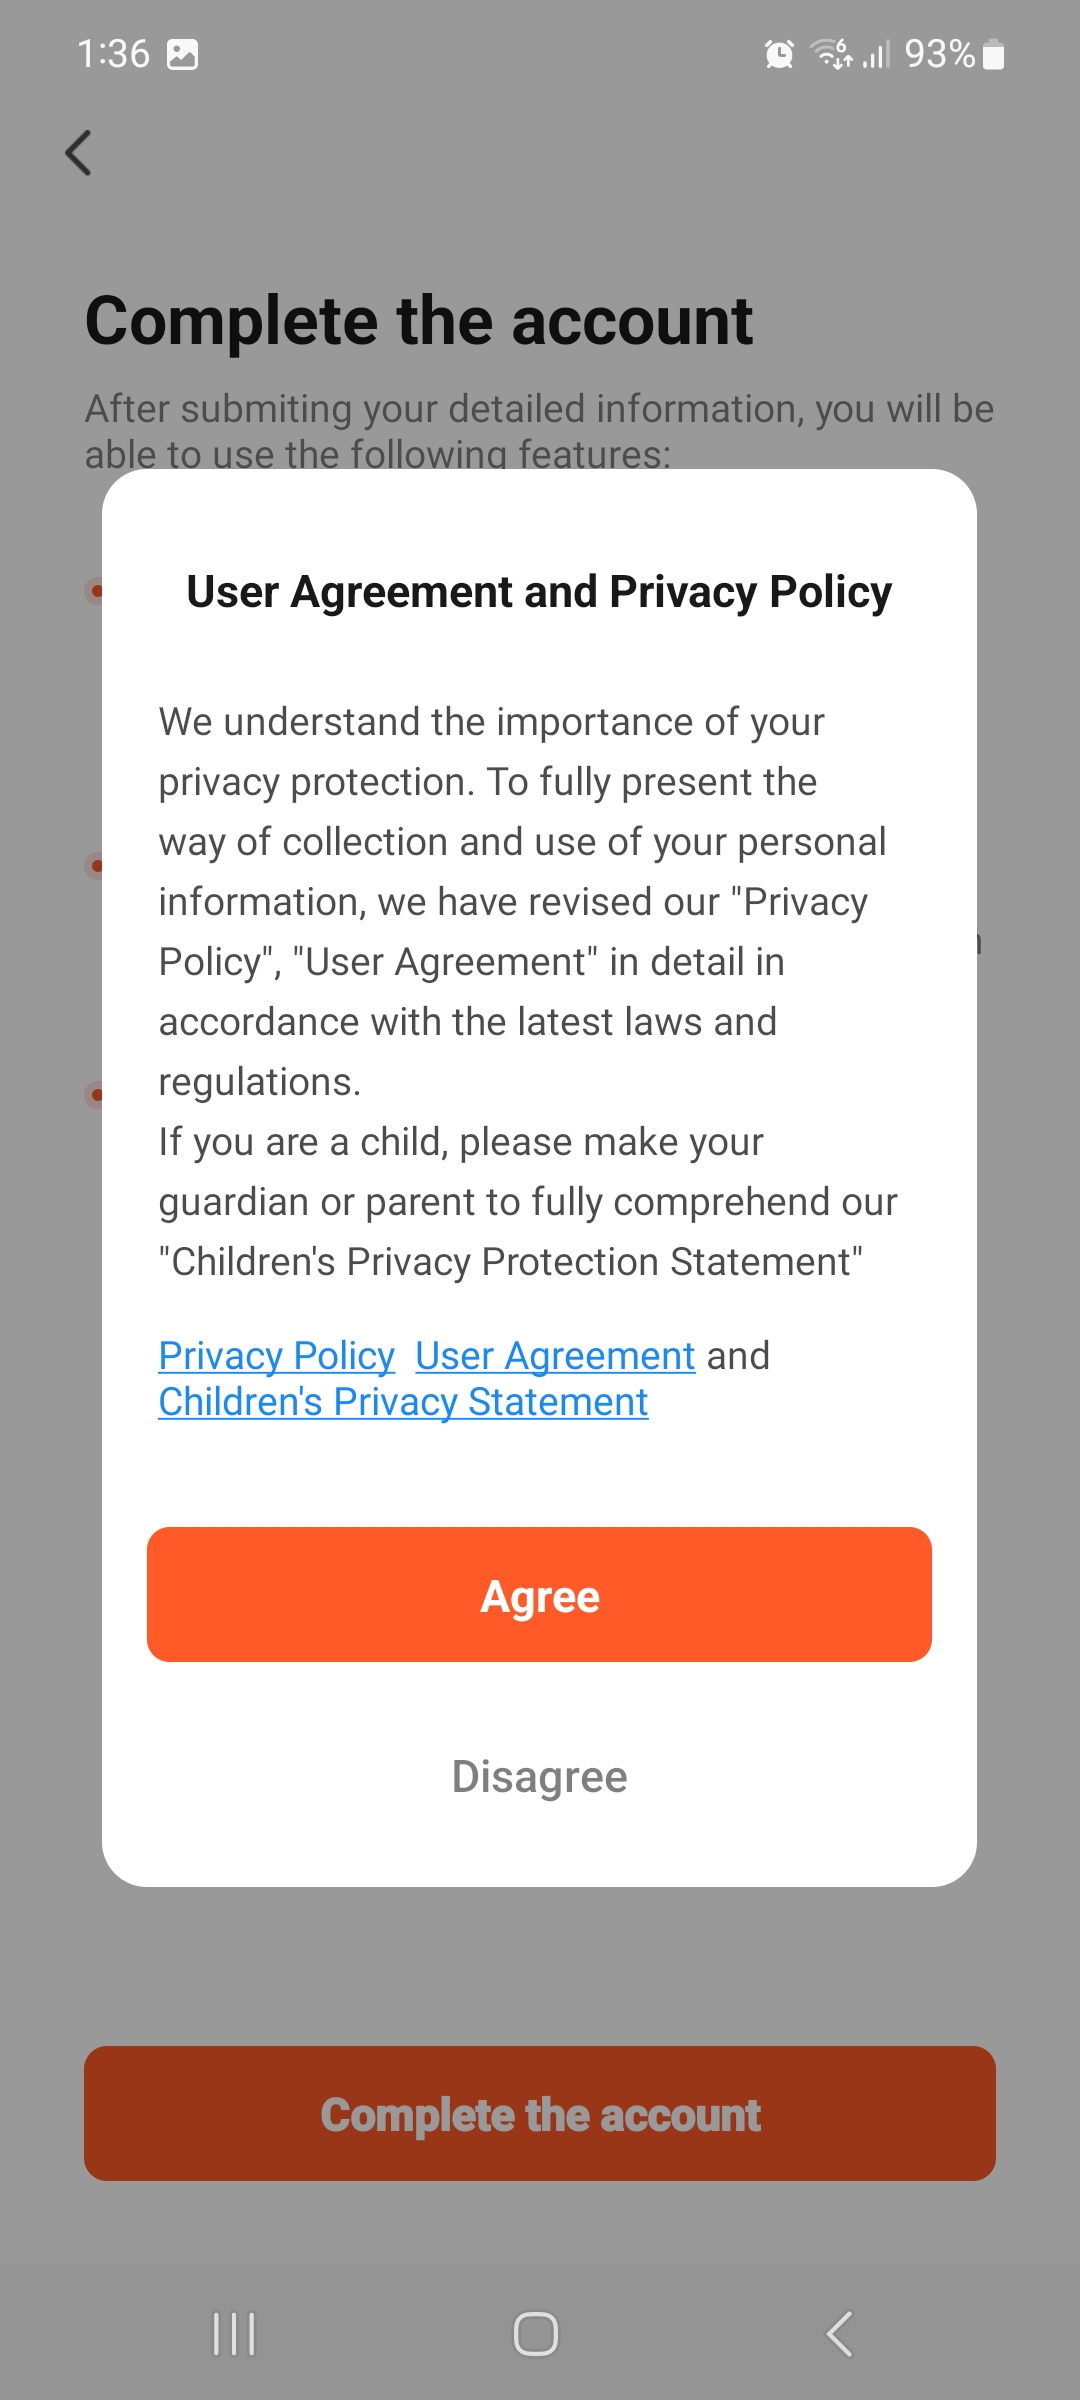 1:36
6
93%
Complete the account
After submiting your detailed information, you will be
able to use the following features:
User Agreement and Privacy Policy
We understand the importance of your
privacy protection. To fully present the
way of collection and use of your personal
information, we have revised our "Privacy
Policy", "User Agreement" in detail in
accordance with the latest laws and
regulations.
If you are a child, please make your
guardian or parent to fully comprehend our
"Children's Privacy Protection Statement"
Privacy Policy User Agreement and
Children's Privacy Statement
Agree
Disagree
Complete the account